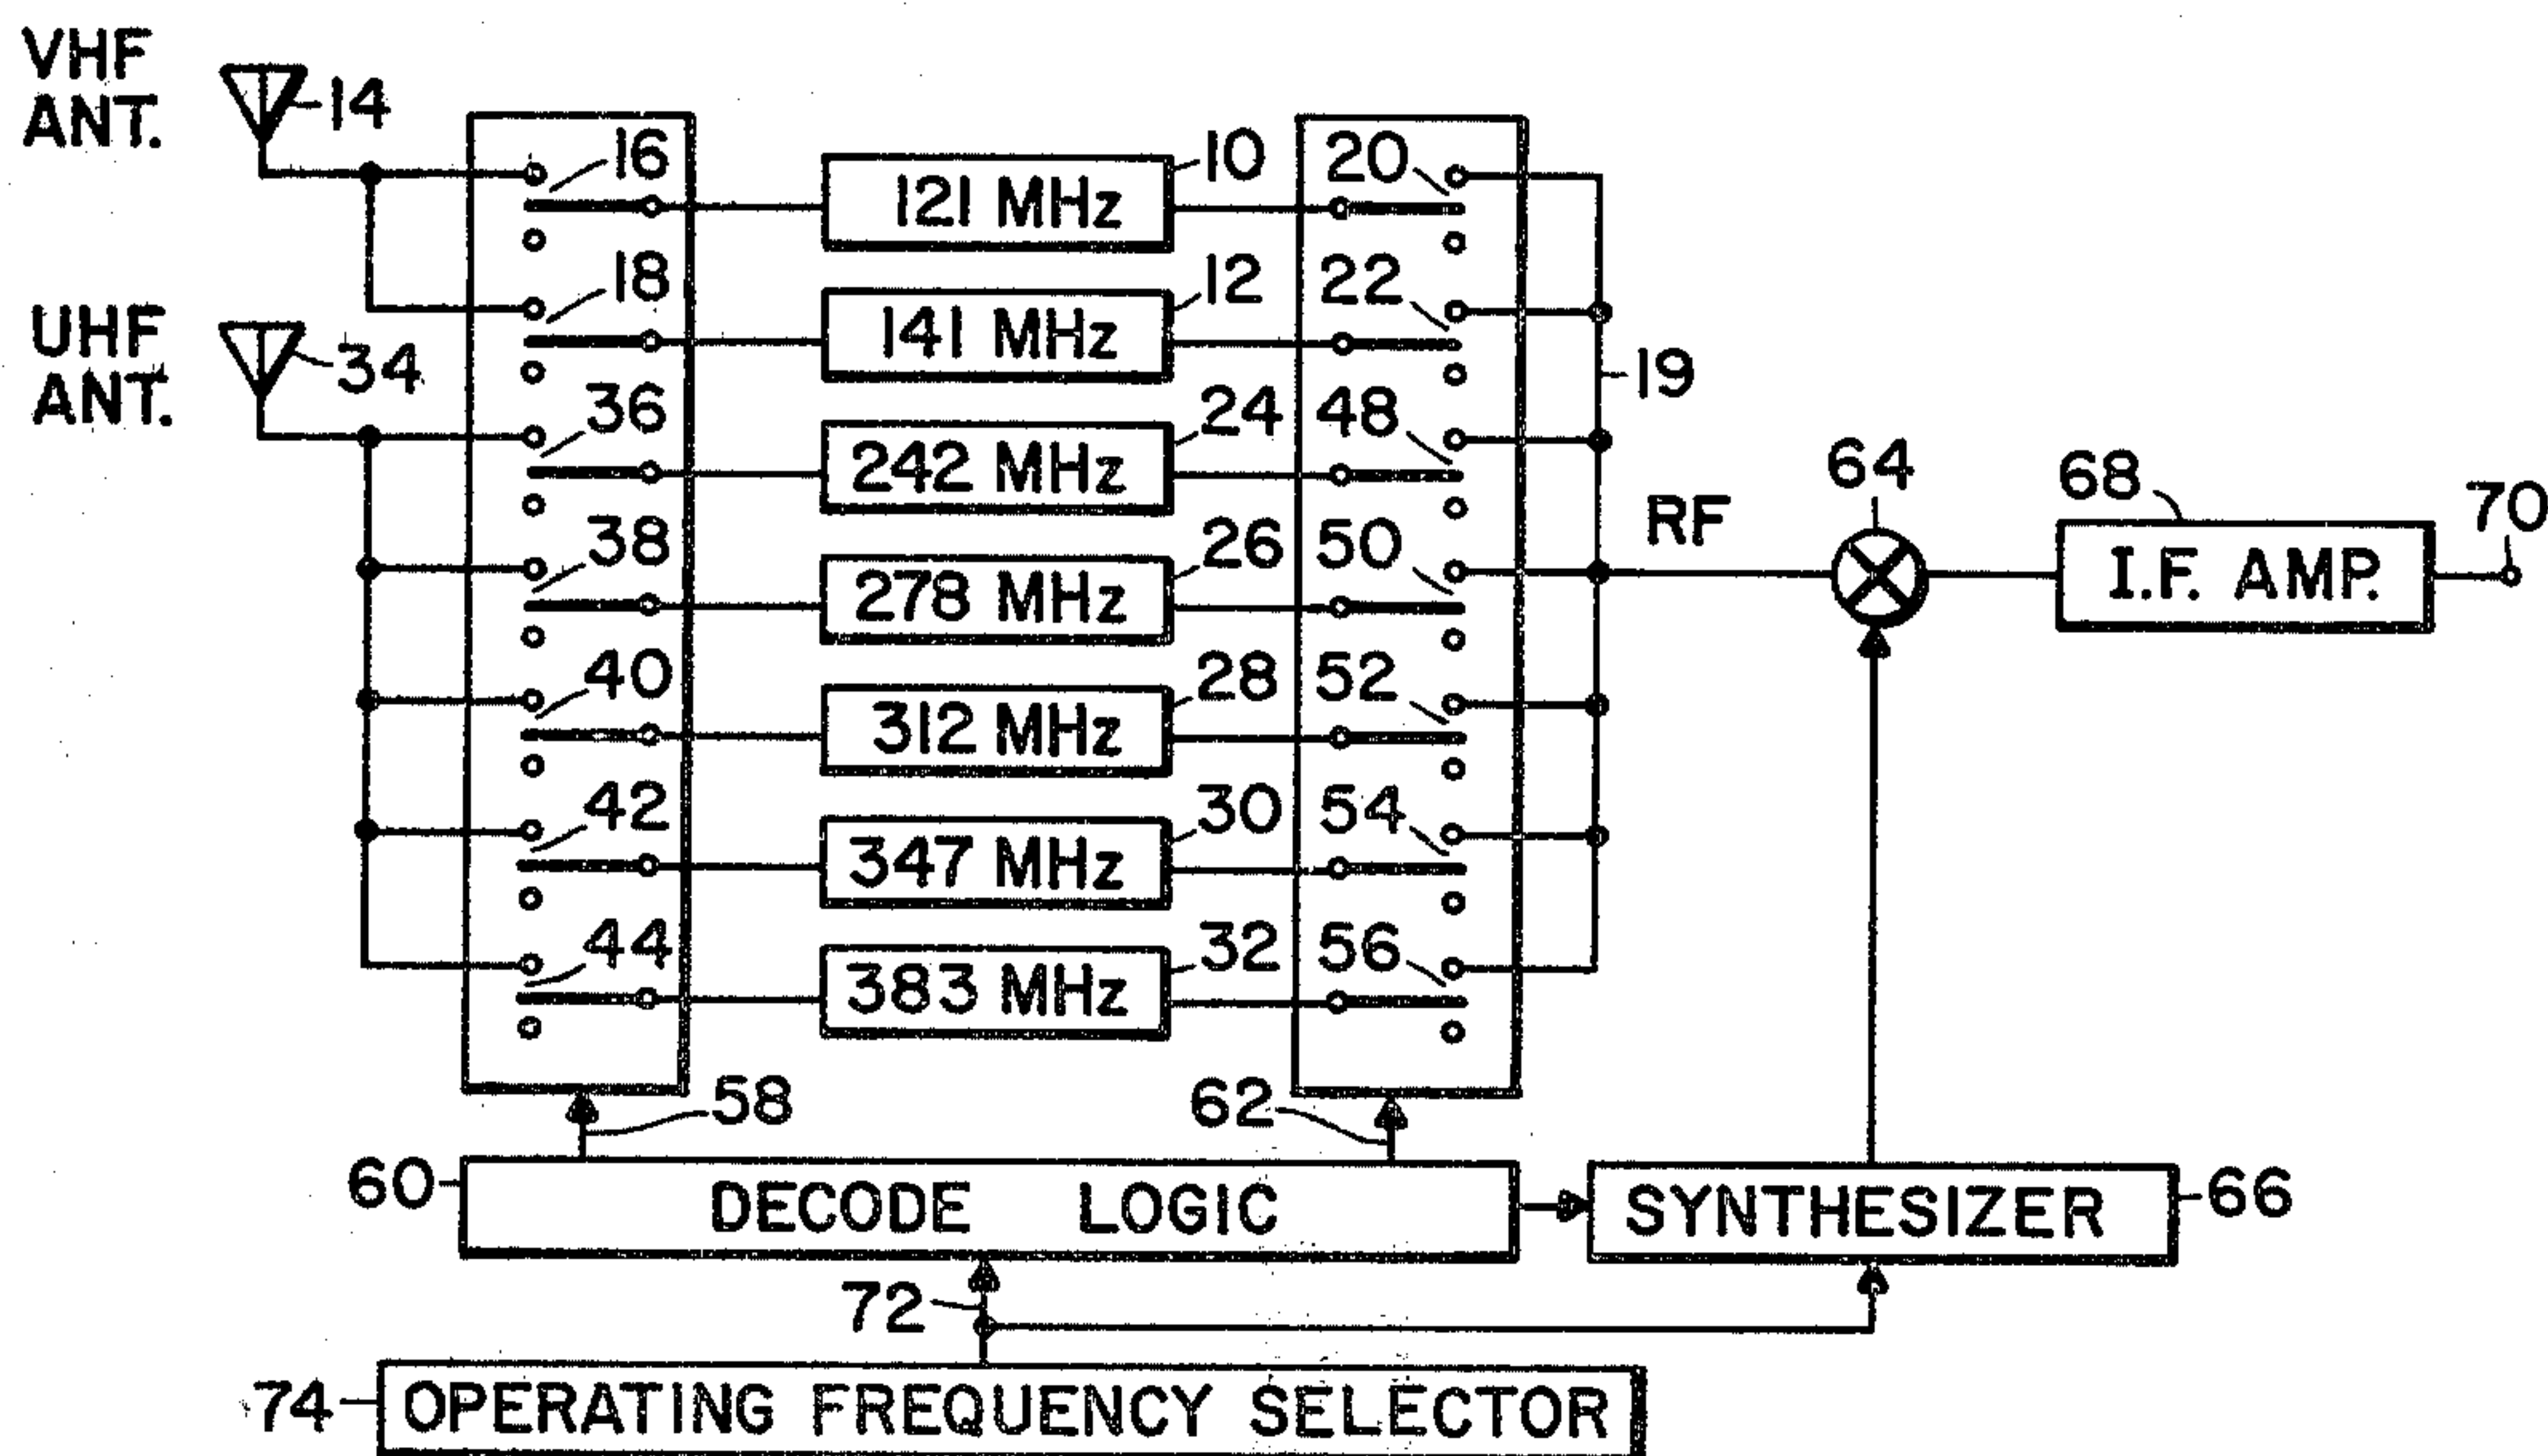 VHF
ANT.
14
16
121 MHz
10
20
18
141 MHz
12
22
19
UHF
ANT.
34
36
242 MHz
24
48
38
278 MHz
26
50
RF
64
68
I.F. AMP.
70
40
312 MHz
28
52
42
347 MHz
30
54
44
383 MHz
32
56
58
62
60
DECODE LOGIC
SYNTHESIZER
66
72
74
OPERATING FREQUENCY SELECTOR